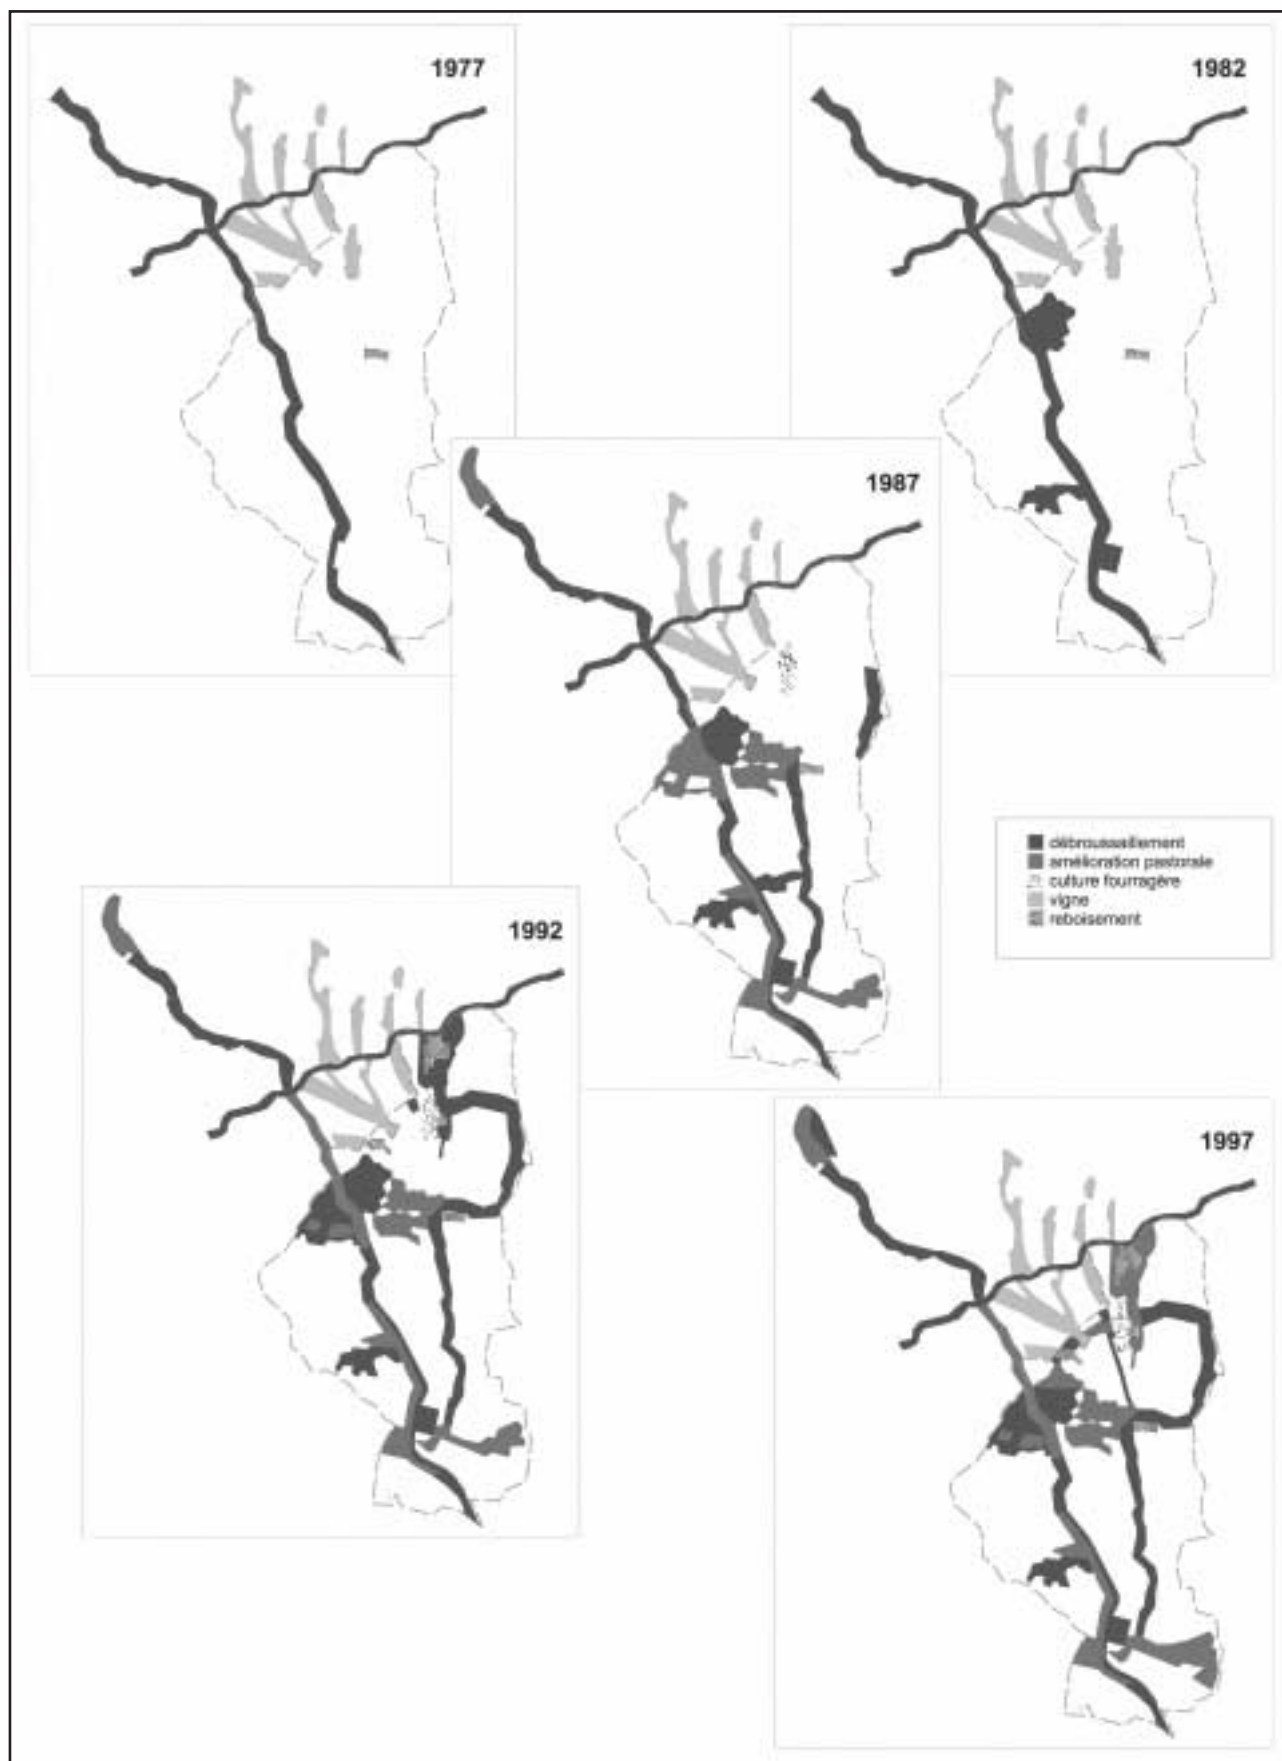 1977
1982
1987
débroussaillement
amélioration pastorale
culture fourragère
vigne
reboisement
1992
1997